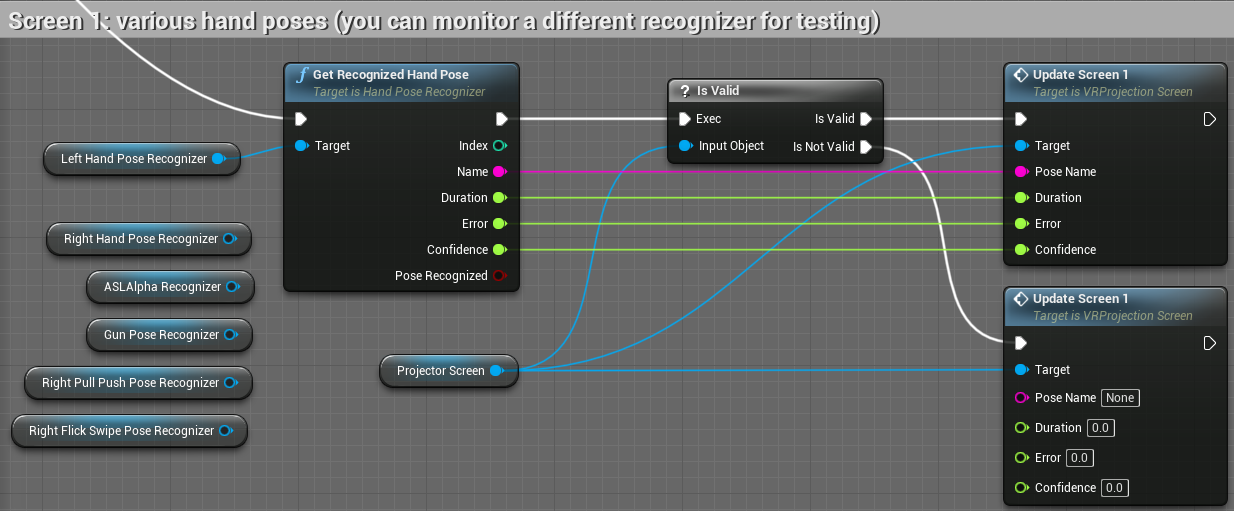 Screen 1: various hand poses (you can monitor a different recognizer for testing)
Get Recognized Hand Pose
Target is Hand Pose Recognizer
Target
Index
Name
Duration
Error
Confidence
Pose Recognized
Left Hand Pose Recognizer
Right Hand Pose Recognizer
ASLAlpha Recognizer
Gun Pose Recognizer
Right Pull Push Pose Recognizer
Right Flick Swipe Pose Recognizer
Projector Screen
? Is Valid
Exec
Is Valid
Input Object
Is Not Valid
Update Screen 1
Target is VRProjection Screen
Target
Pose Name
Duration
Error
Confidence
Update Screen 1
Target is VRProjection Screen
Target
Pose Name None
Duration 0.0
Error 0.0
Confidence 0.0